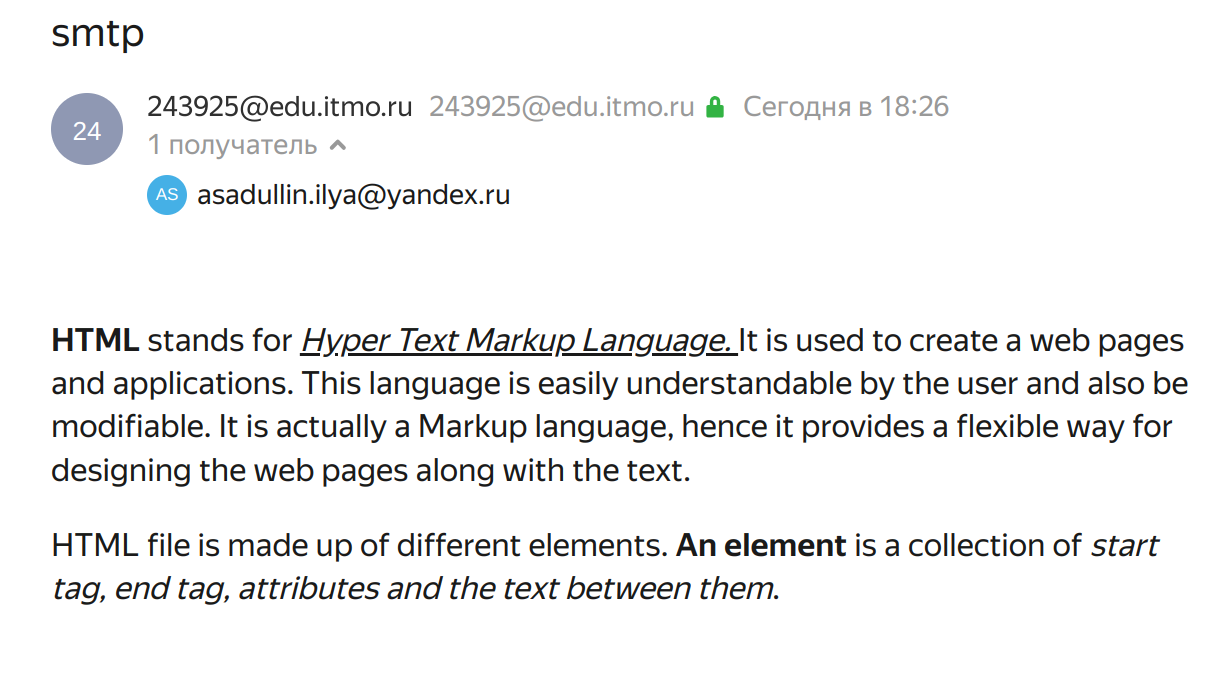 smtp
24
243925@edu.itmo.ru 243925@edu.itmo.ru Сегодня в 18:26
1 получатель
AS asadullin.ilya@yandex.ru
HTML stands for Hyper Text Markup Language. It is used to create a web pages
and applications. This language is easily understandable by the user and also be
modifiable. It is actually a Markup language, hence it provides a flexible way for
designing the web pages along with the text.
HTML file is made up of different elements. An element is a collection of start
tag, end tag, attributes and the text between them.